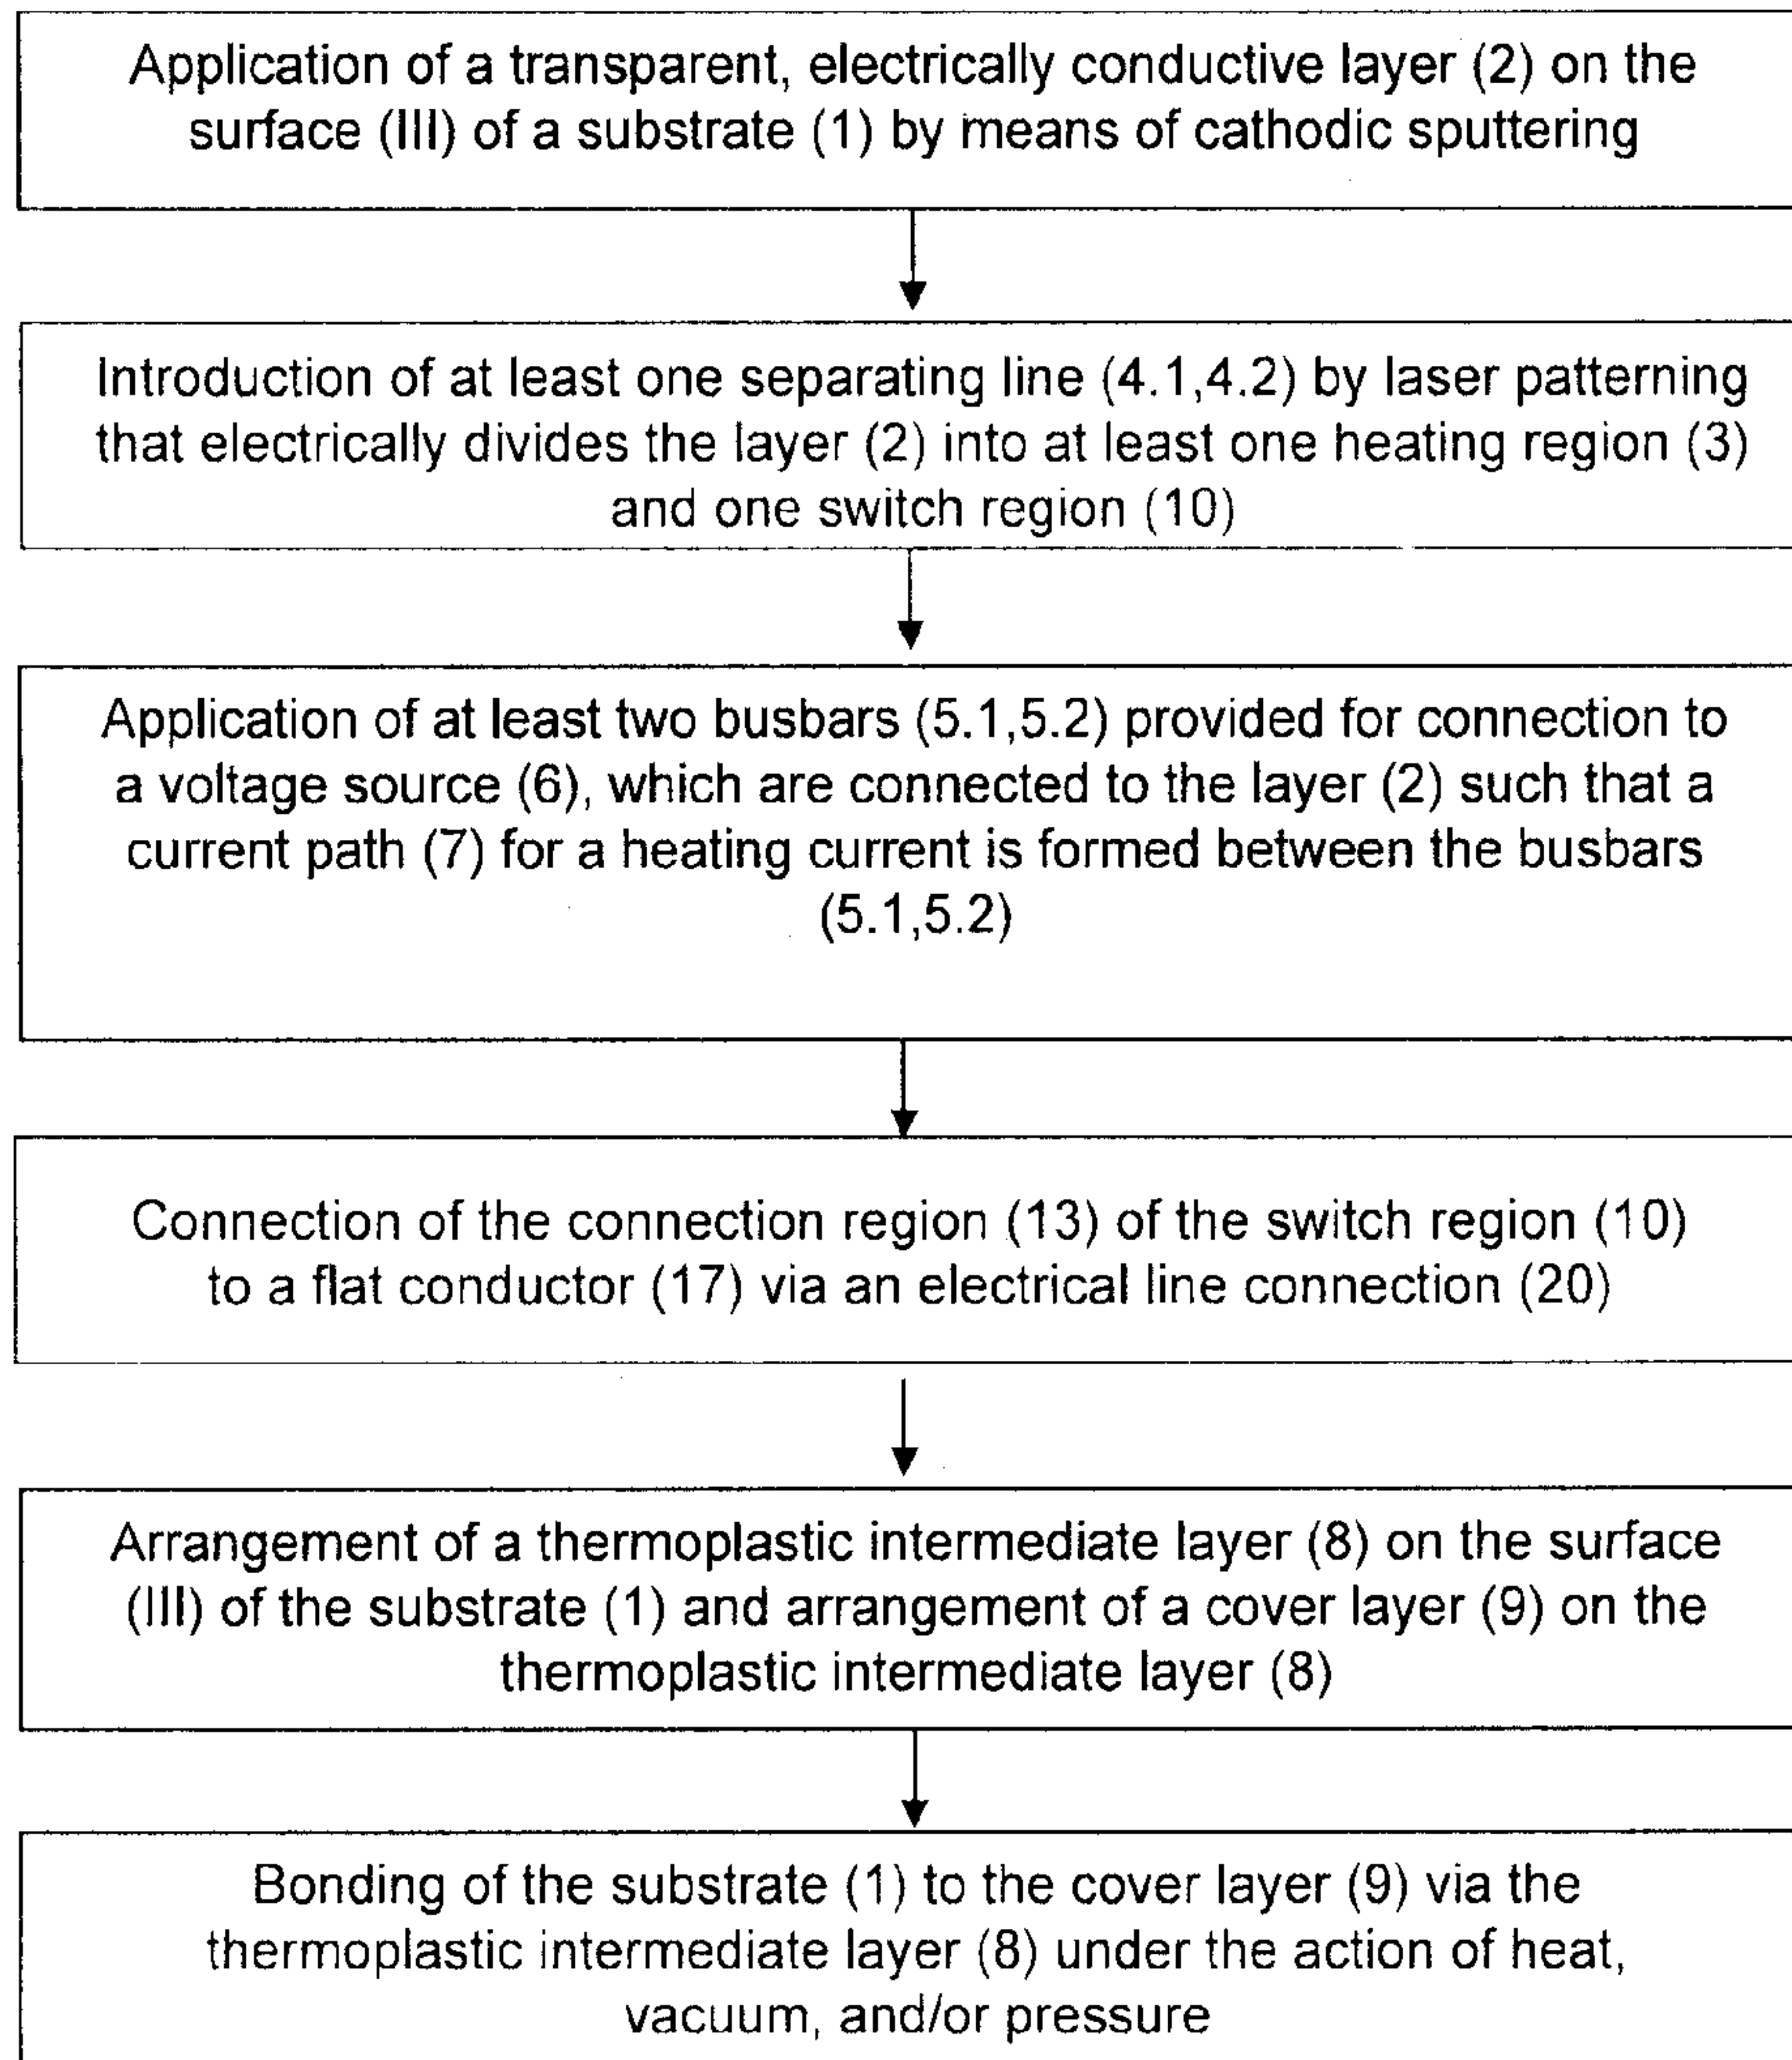 Application of a transparent, electrically conductive layer (2) on the
surface (III) of a substrate (1) by means of cathodic sputtering
Introduction of at least one separating line (4.1,4.2) by laser patterning
that electrically divides the layer (2) into at least one heating region (3)
and one switch region (10)
Application of at least two busbars (5.1,5.2) provided for connection to
a voltage source (6), which are connected to the layer (2) such that a
current path (7) for a heating current is formed between the busbars
(5.1,5.2)
Connection of the connection region (13) of the switch region (10)
to a flat conductor (17) via an electrical line connection (20)
Arrangement of a thermoplastic intermediate layer (8) on the surface
(III) of the substrate (1) and arrangement of a cover layer (9) on the
thermoplastic intermediate layer (8)
Bonding of the substrate (1) to the cover layer (9) via the
thermoplastic intermediate layer (8) under the action of heat,
vacuum, and/or pressure